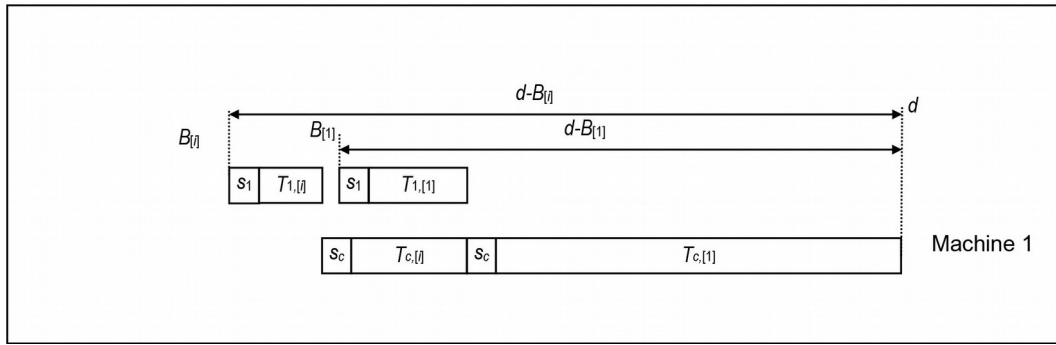 d-B[i]
d
B[i]
B[1]
d-B[1]
s1 T1,[i] s1 T1,[1]
sc Tc,[i] sc Tc,[1]
Machine 1